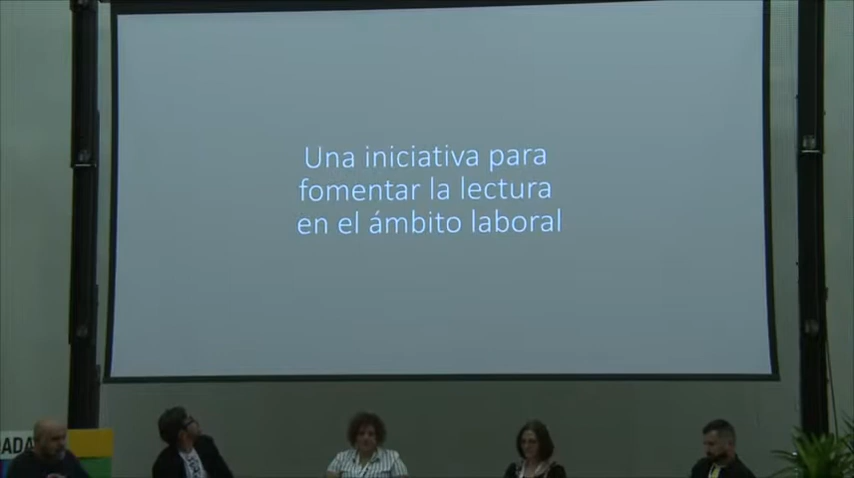 Una iniciativa para
fomentar la lectura
en el ámbito laboral